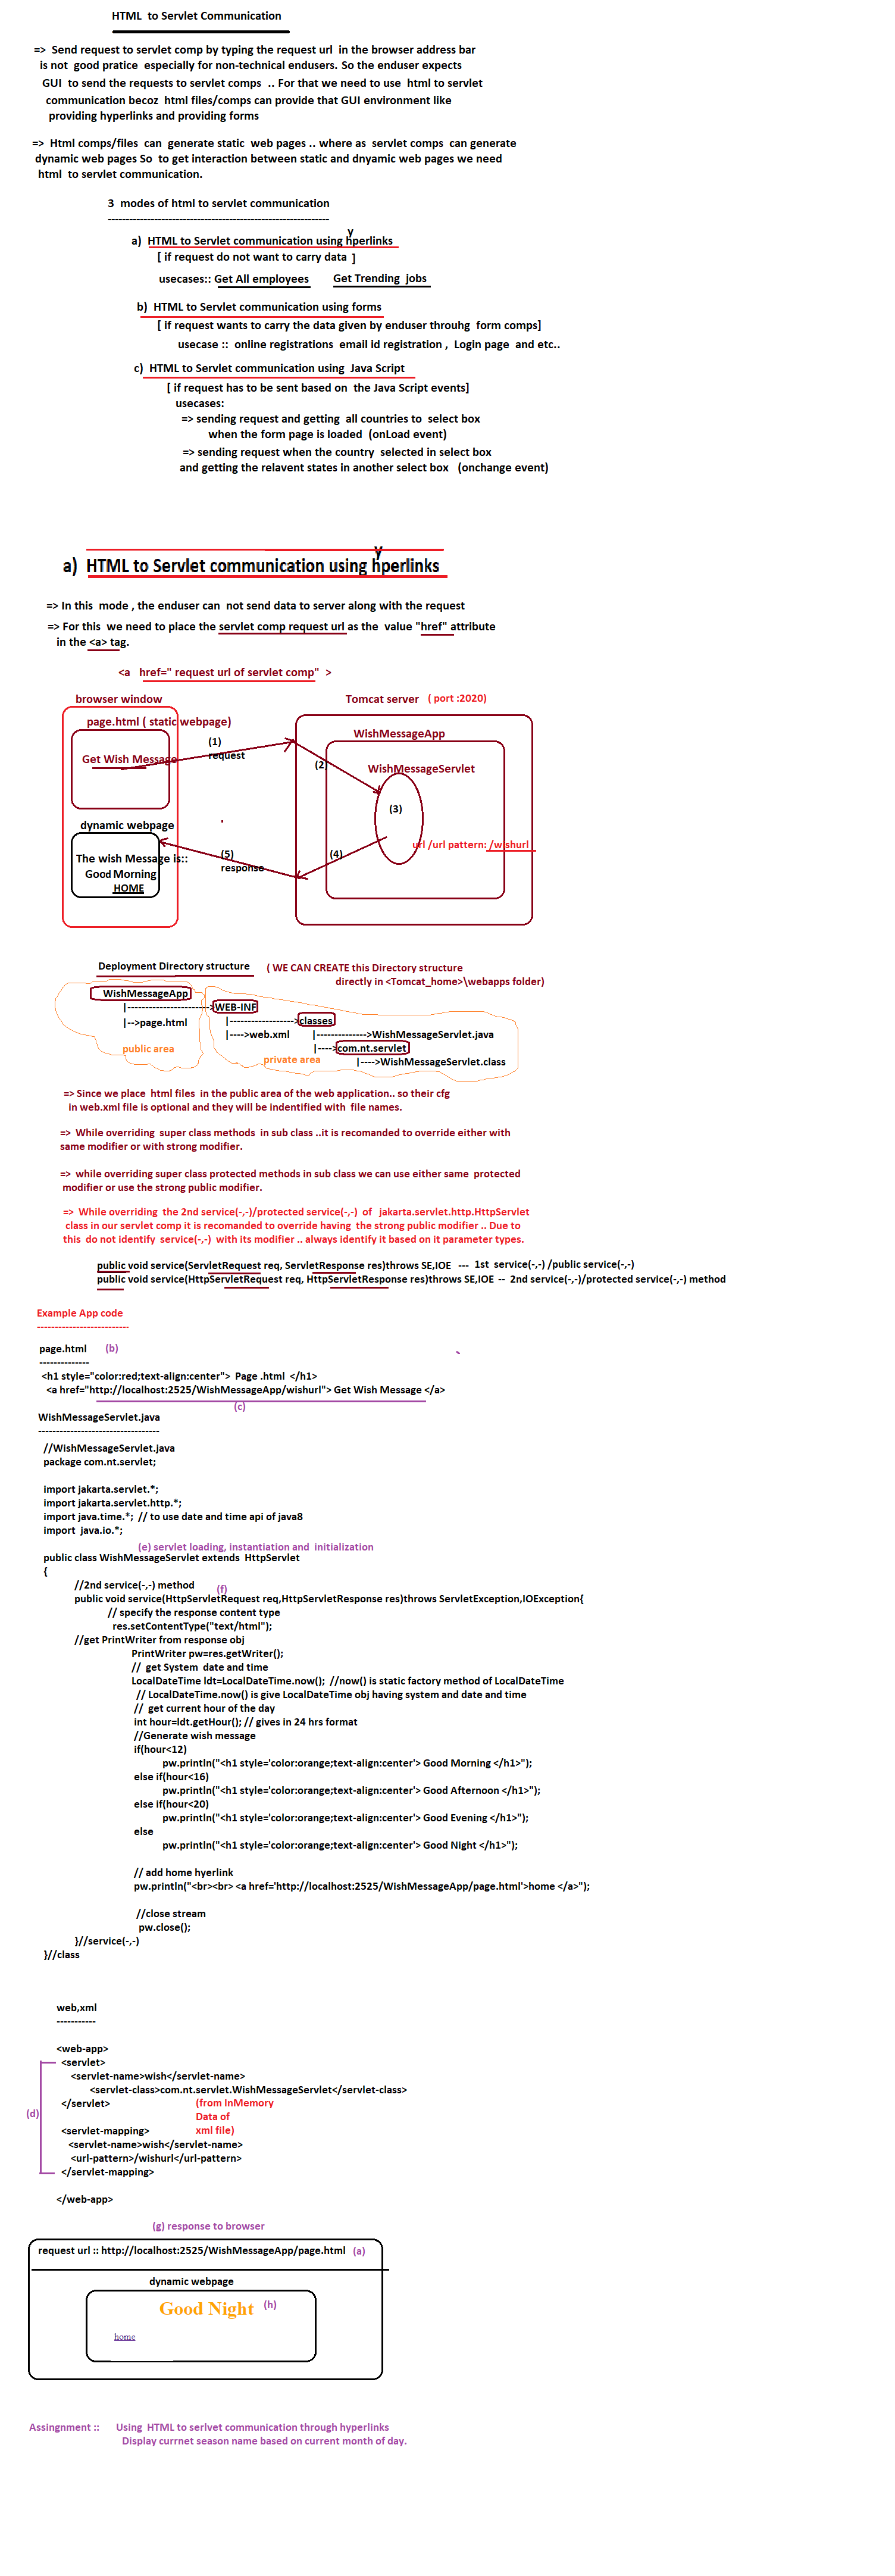 HTML to Servlet Communication
=> Send request to servlet comp by typing the request url in the browser address bar
is not good pratice especially for non-technical endusers. So the enduser expects
GUI to send the requests to servlet comps .. For that we need to use html to servlet
communication becoz html files/comps can provide that GUI environment like
providing hyperlinks and providing forms
=> Html comps/files can generate static web pages .. where as servlet comps can generate
dynamic web pages So to get interaction between static and dnyamic web pages we need
html to servlet communication.
3 modes of html to servlet communication
--------------------------------------------------------------
y
a) HTML to Servlet communication using hperlinks
[ if request do not want to carry data ]
usecases:: Get All employees Get Trending jobs
b) HTML to Servlet communication using forms
[ if request wants to carry the data given by enduser throuhg form comps]
usecase :: online registrations email id registration , Login page and etc..
c) HTML to Servlet communication using Java Script
[ if request has to be sent based on the Java Script events]
usecases:
=> sending request and getting all countries to select box
when the form page is loaded (onLoad event)
=> sending request when the country selected in select box
and getting the relavent states in another select box (onchange event)
y
a) HTML to Servlet communication using hperlinks
=> In this mode , the enduser can not send data to server along with the request
=> For this we need to place the servlet comp request url as the value "href" attribute
in the <a> tag.
<a href=" request url of servlet comp" >
browser window
Tomcat server ( port :2020)
page.html ( static webpage)
WishMessageApp
(1)
request
Get Wish Message
(2)
WishMessageServlet
(3)
dynamic webpage
url /url pattern: /wishurl
The wish Message is::
(5)
response
(4)
Good Morning
HOME
Deployment Directory structure ( WE CAN CREATE this Directory structure
directly in <Tomcat_home>\webapps folder)
WishMessageApp
|----------------------->WEB-INF
|-->page.html |------------------>classes
|---->web.xml |-------------->WishMessageServlet.java
public area |---->com.nt.servlet
private area |---->WishMessageServlet.class
=> Since we place html files in the public area of the web application.. so their cfg
in web.xml file is optional and they will be indentified with file names.
=> While overriding super class methods in sub class ..it is recomanded to override either with
same modifier or with strong modifier.
=> while overriding super class protected methods in sub class we can use either same protected
modifier or use the strong public modifier.
=> While overriding the 2nd service(-,-)/protected service(-,-) of jakarta.servlet.http.HttpServlet
class in our servlet comp it is recomanded to override having the strong public modifier .. Due to
this do not identify service(-,-) with its modifier .. always identify it based on it parameter types.
public void service(ServletRequest req, ServletResponse res)throws SE,IOE --- 1st service(-,-) /public service(-,-)
public void service(HttpServletRequest req, HttpServletResponse res)throws SE,IOE -- 2nd service(-,-)/protected service(-,-) method
Example App code
--------------------------
page.html (b)
--------------
<h1 style="color:red;text-align:center"> Page .html </h1>
<a href="http://localhost:2525/WishMessageApp/wishurl"> Get Wish Message </a>
(c)
WishMessageServlet.java
----------------------------------
//WishMessageServlet.java
package com.nt.servlet;
import jakarta.servlet.*;
import jakarta.servlet.http.*;
import java.time.*; // to use date and time api of java8
import java.io.*;
(e) servlet loading, instantiation and initialization
public class WishMessageServlet extends HttpServlet
{
//2nd service(-,-) method
(f)
public void service(HttpServletRequest req,HttpServletResponse res)throws ServletException,IOException{
// specify the response content type
res.setContentType("text/html");
//get PrintWriter from response obj
PrintWriter pw=res.getWriter();
// get System date and time
LocalDateTime ldt=LocalDateTime.now(); //now() is static factory method of LocalDateTime
// LocalDateTime.now() is give LocalDateTime obj having system and date and time
// get current hour of the day
int hour=ldt.getHour(); // gives in 24 hrs format
//Generate wish message
if(hour<12)
pw.println("<h1 style='color:orange;text-align:center'> Good Morning </h1>");
else if(hour<16)
pw.println("<h1 style='color:orange;text-align:center'> Good Afternoon </h1>");
else if(hour<20)
pw.println("<h1 style='color:orange;text-align:center'> Good Evening </h1>");
else
pw.println("<h1 style='color:orange;text-align:center'> Good Night </h1>");
// add home hyerlink
pw.println("<br><br> <a href='http://localhost:2525/WishMessageApp/page.html'>home </a>");
//close stream
pw.close();
}//service(-,-)
}//class
web,xml
-----------
<web-app>
<servlet>
<servlet-name>wish</servlet-name>
<servlet-class>com.nt.servlet.WishMessageServlet</servlet-class>
</servlet> (from InMemory
(d) Data of
<servlet-mapping> xml file)
<servlet-name>wish</servlet-name>
<url-pattern>/wishurl</url-pattern>
</servlet-mapping>
</web-app>
(g) response to browser
request url :: http://localhost:2525/WishMessageApp/page.html (a)
dynamic webpage
Good Night (h)
home
Assingnment :: Using HTML to serlvet communication through hyperlinks
Display currnet season name based on current month of day.